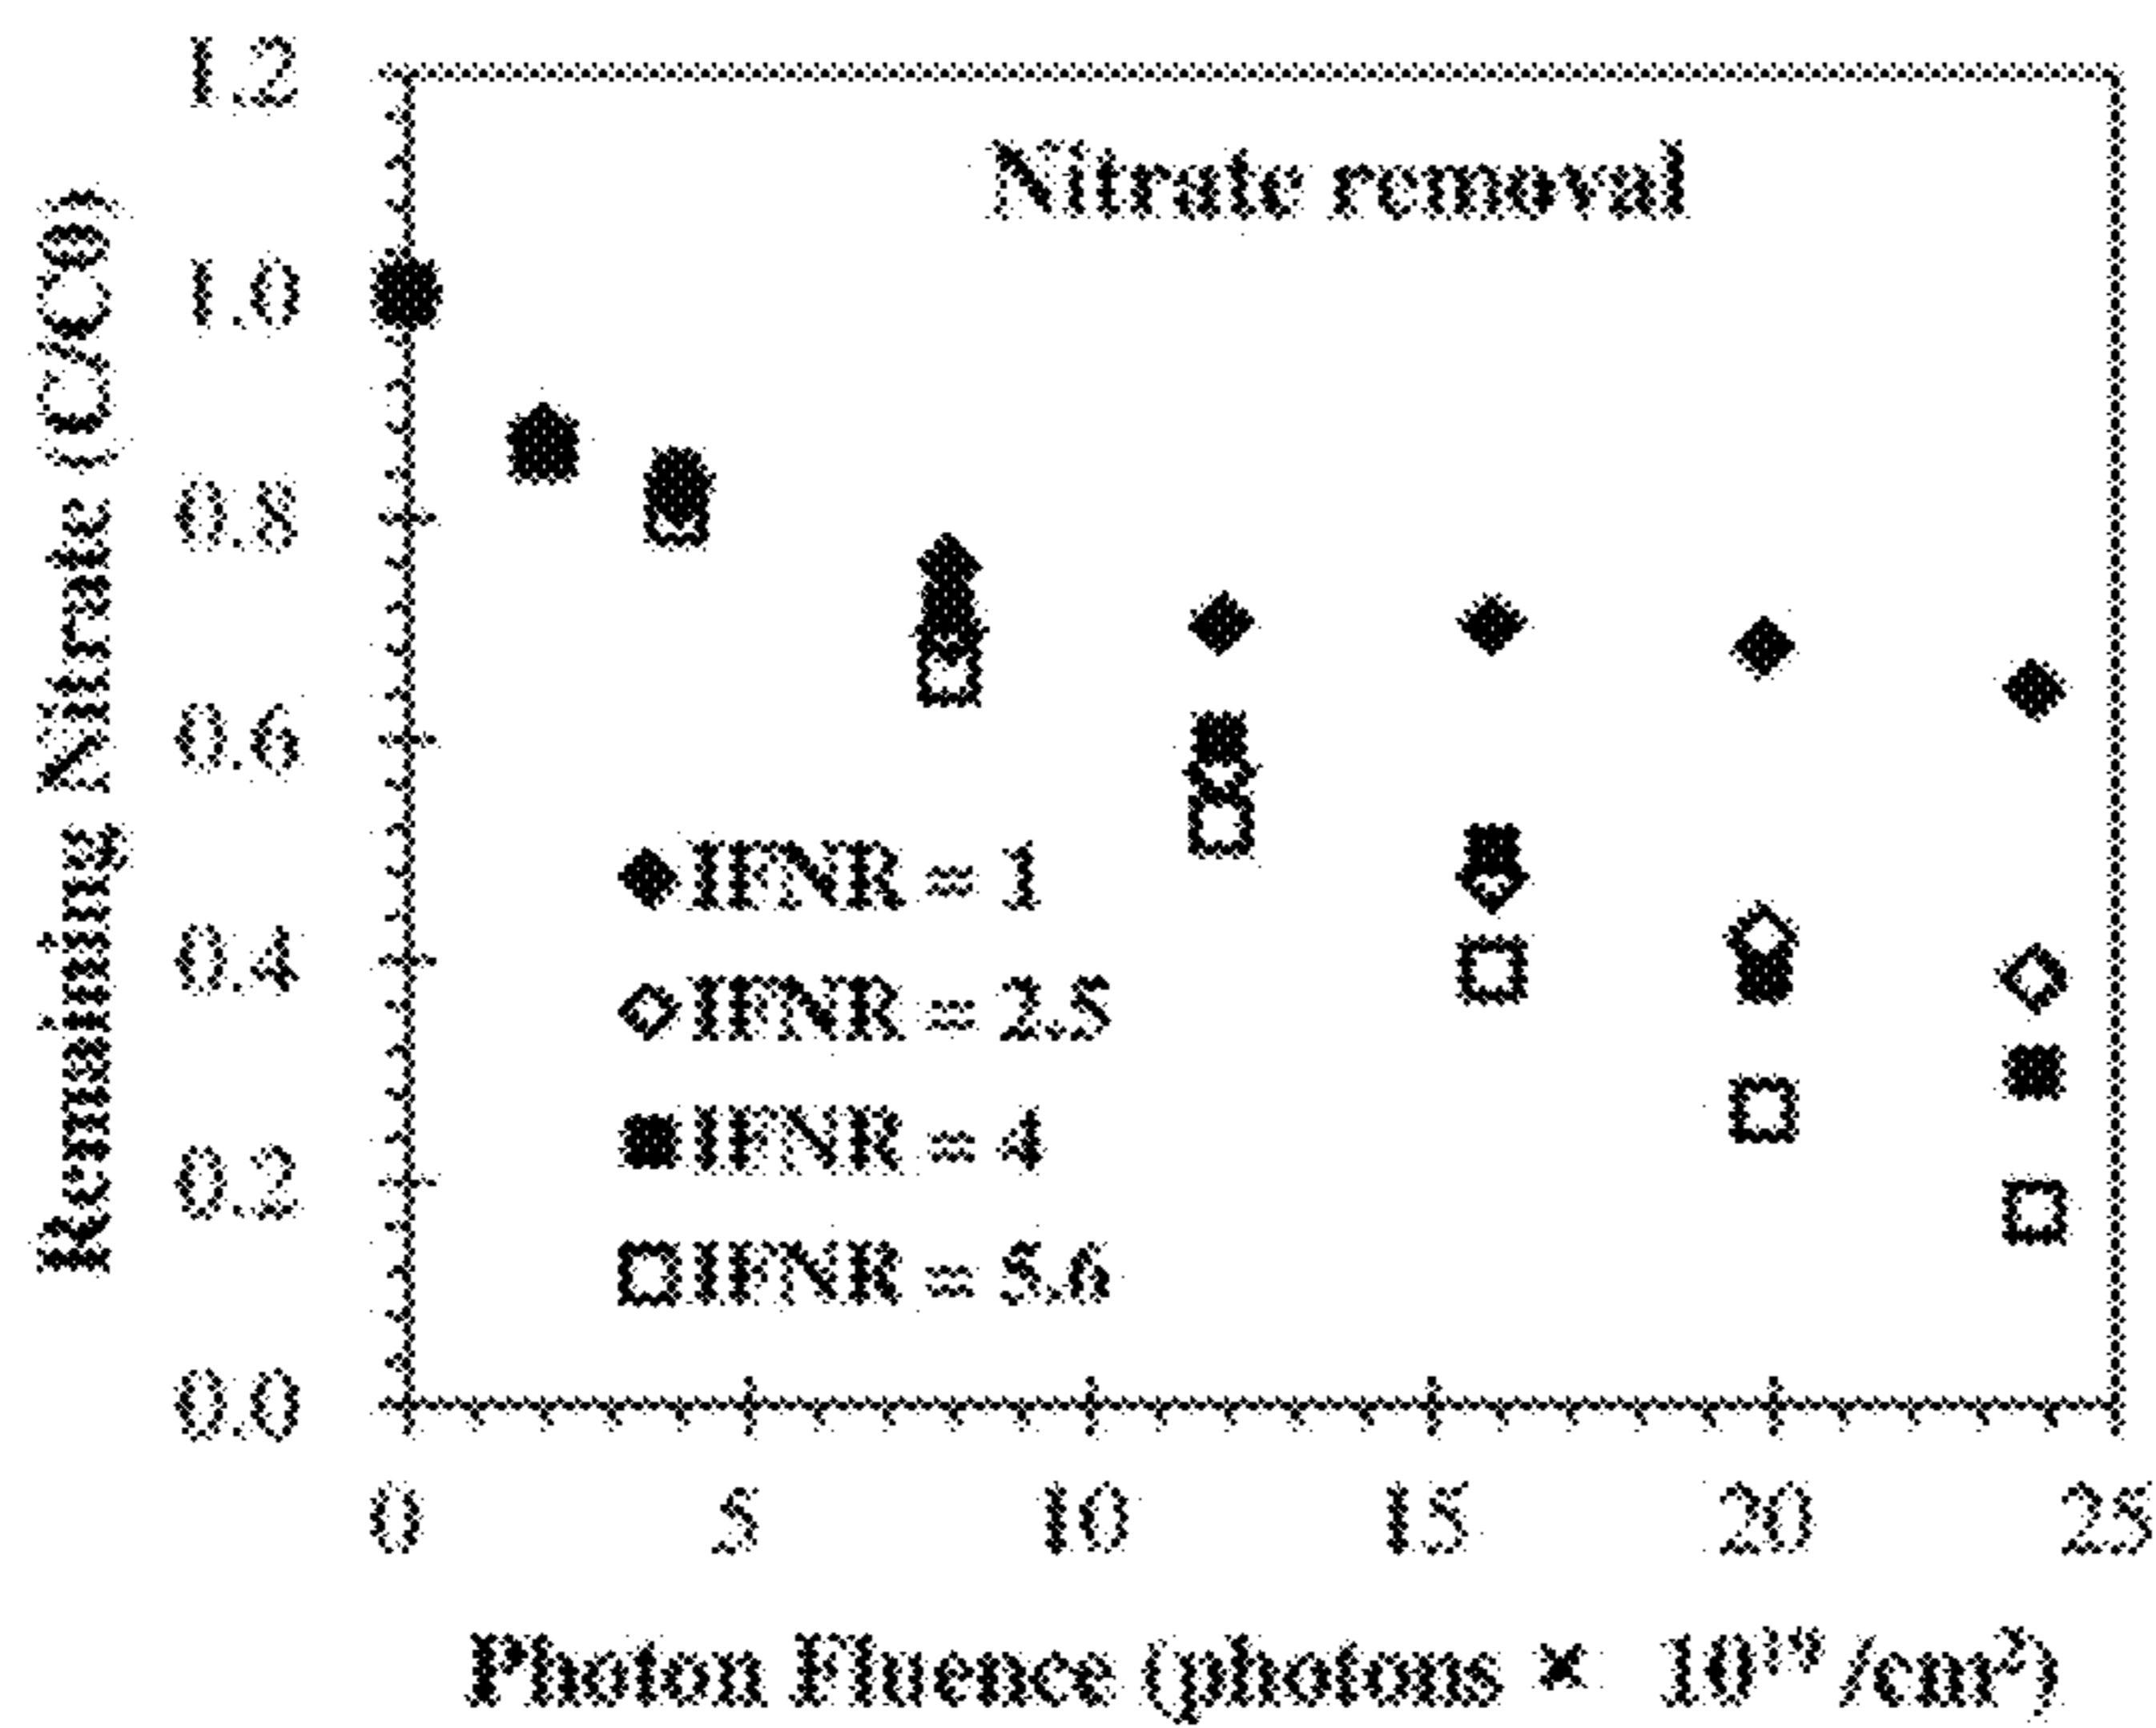 Nitrate removal
Remaining Nitrate (C/C0)
1.2
1.0
0.8
0.6
0.4
0.2
0.0
IFNR = 1
IFNR = 2.5
IFNR = 4
IFNR = 5.6
0 5 10 15 20 25
Photon Fluence (photons × /cm²)